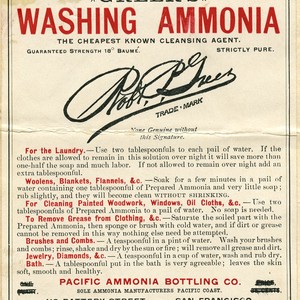 "GREER'S"
WASHING AMMONIA
THE CHEAPEST KNOWN CLEANSING AGENT.
GUARANTEED STRENGTH 18° BAUMÉ. STRICTLY PURE.
TRADE-MARK
None Genuine without
this Signature.
For the Laundry.—Use two tablespoonfuls to each pail of water. If the
clothes are allowed to remain in this solution over night it will save more than
one-half the soap and much labor. If not allowed to remain over night add an
extra tablespoonful.
Woolens, Blankets, Flannels, &c.—Soak for a few minutes in a pail of
water containing one tablespoonful of Prepared Ammonia and very little soap;
rub slightly, and they will become clean WITHOUT SHRINKING.
For Cleaning Painted Woodwork, Windows, Oil Cloths, &c.—Use two
tablespoonfuls of Prepared Ammonia to a pail of water. No soap is needed.
To Remove Grease from Clothing, &c.—Saturate the soiled part with the
Prepared Ammonia, then sponge or brush with cold water, and if dirt or grease
cannot be removed in this way nothing else need be attempted.
Brushes and Combs.—A teaspoonful in a pint of water. Wash your brushes
and combs; rinse, shake and dry by the sun or fire; will remove all grease and dirt.
Jewelry, Diamonds, &c.—A teaspoonful in a pint of water, wash and rub dry.
Bath.—A tablespoonful put in the bath is very agreeable; leaves the skin
soft, smooth and healthy.
PACIFIC AMMONIA BOTTLING CO.
SOLE AMMONIA MANUFACTURERS PACIFIC COAST.
BATTERY STREET SAN FRANCISCO